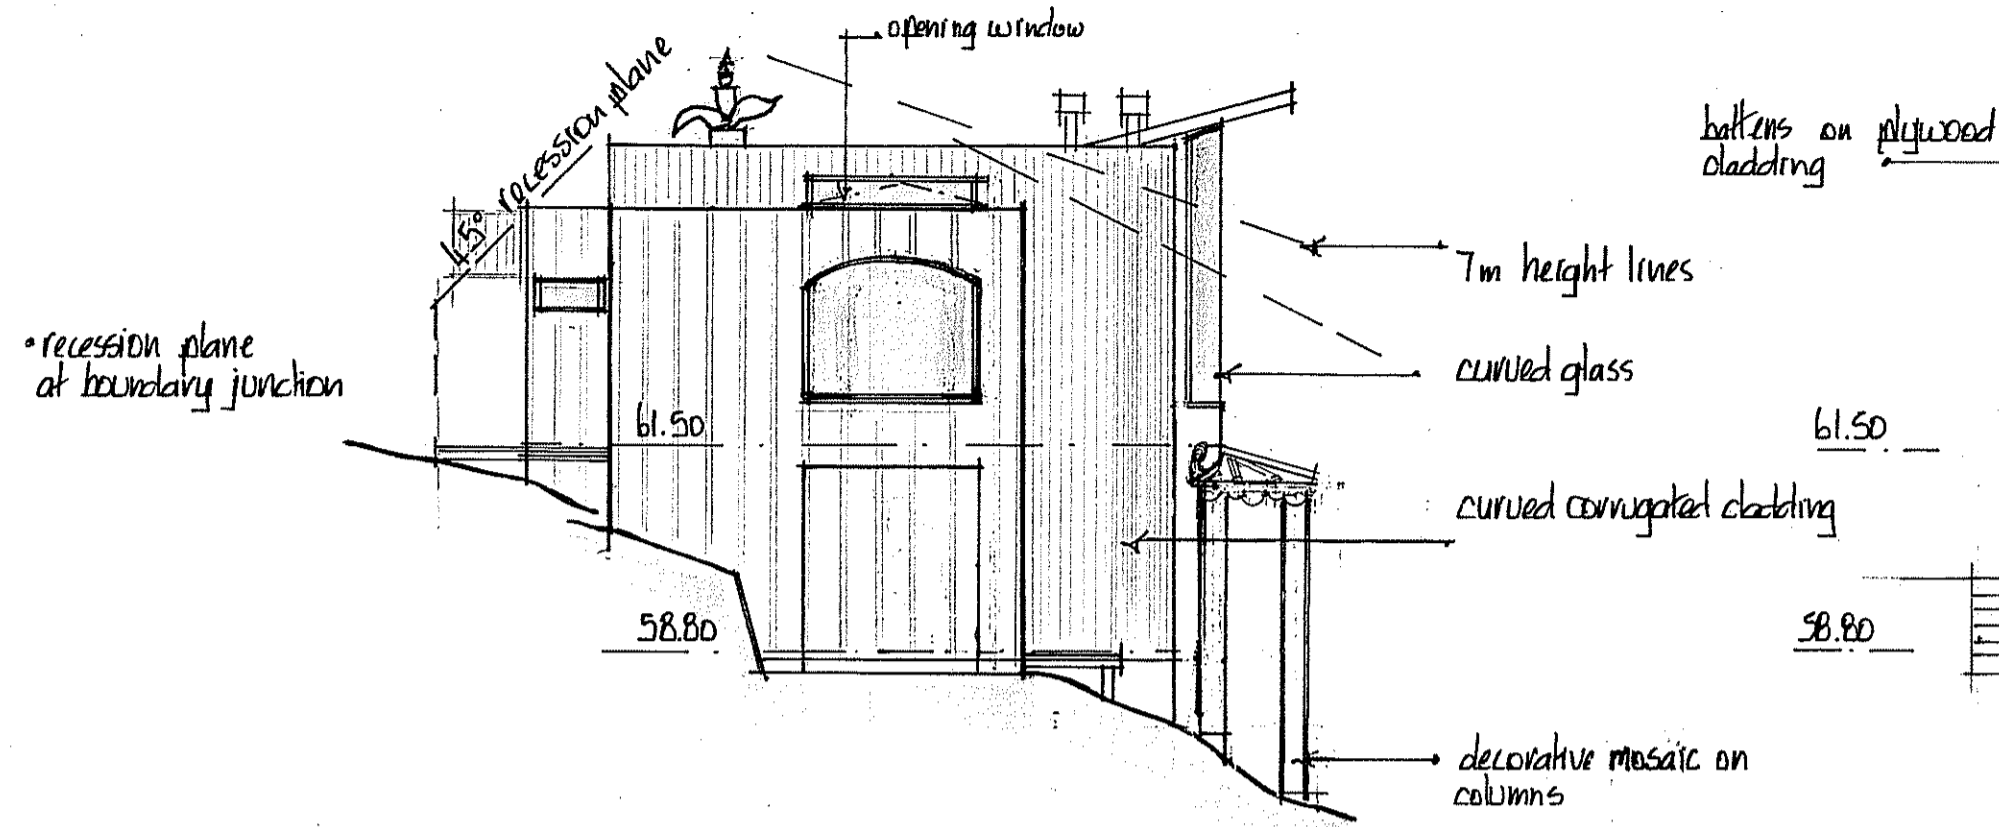 opening window
45° recession plane
battens on plywood
cladding
7m height lines
• recession plane
at boundary junction
curved glass
61.50
61.50
curved corrugated cladding
58.80
58.80
decorative mosaic on
columns